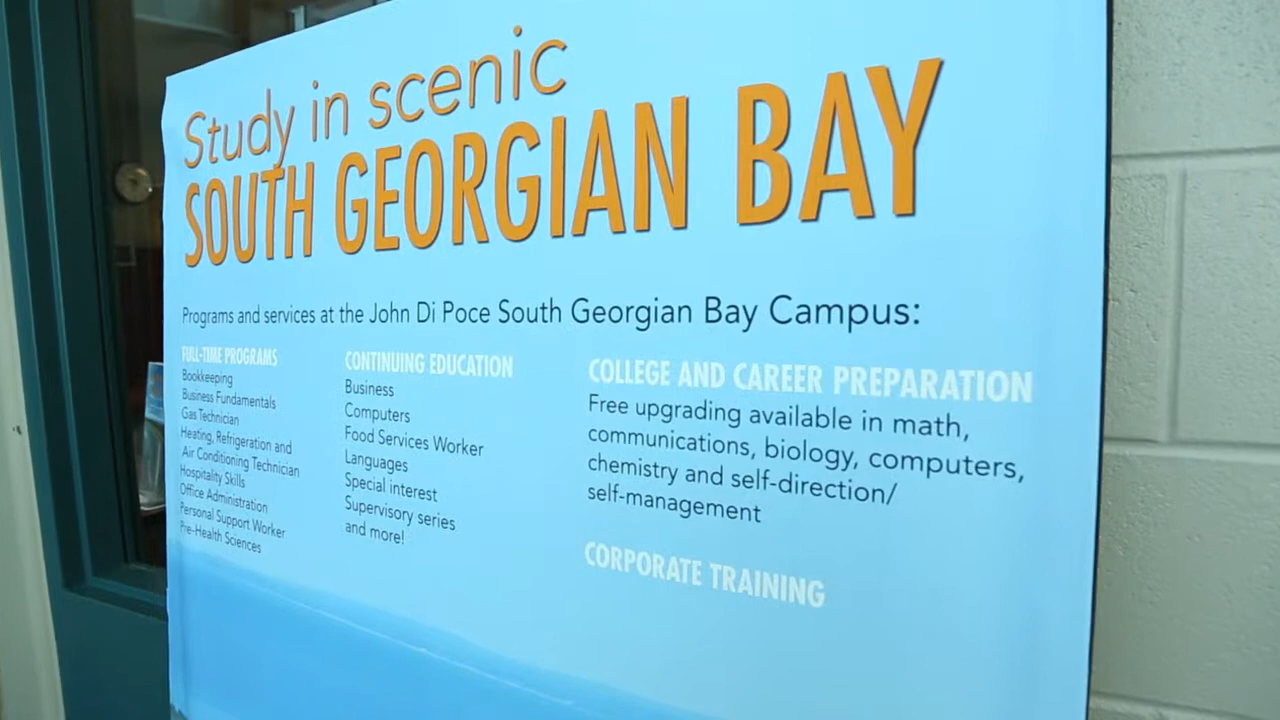 Study in scenic
SOUTH GEORGIAN BAY
Programs and services at the John Di Poce South Georgian Bay Campus:
FULL-TIME PROGRAMS
Bookkeeping
Business Fundamentals
Gas Technician
Heating, Refrigeration and
Air Conditioning Technician
Hospitality Skills
Office Administration
Personal Support Worker
Pre-Health Sciences
CONTINUING EDUCATION
Business
Computers
Food Services Worker
Languages
Special interest
Supervisory series
and more!
COLLEGE AND CAREER PREPARATION
Free upgrading available in math,
communications, biology, computers,
chemistry and self-direction/
self-management
CORPORATE TRAINING